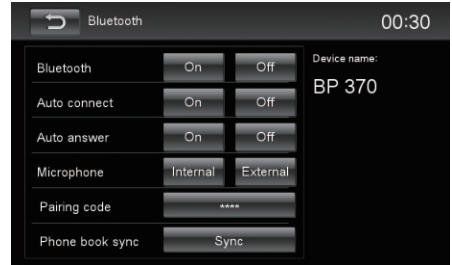 Bluetooth 00:30
Bluetooth On Off
Auto connect On Off
Auto answer On Off
Microphone Internal External
Pairing code ****
Phone book sync Sync
Device name:
BP 370